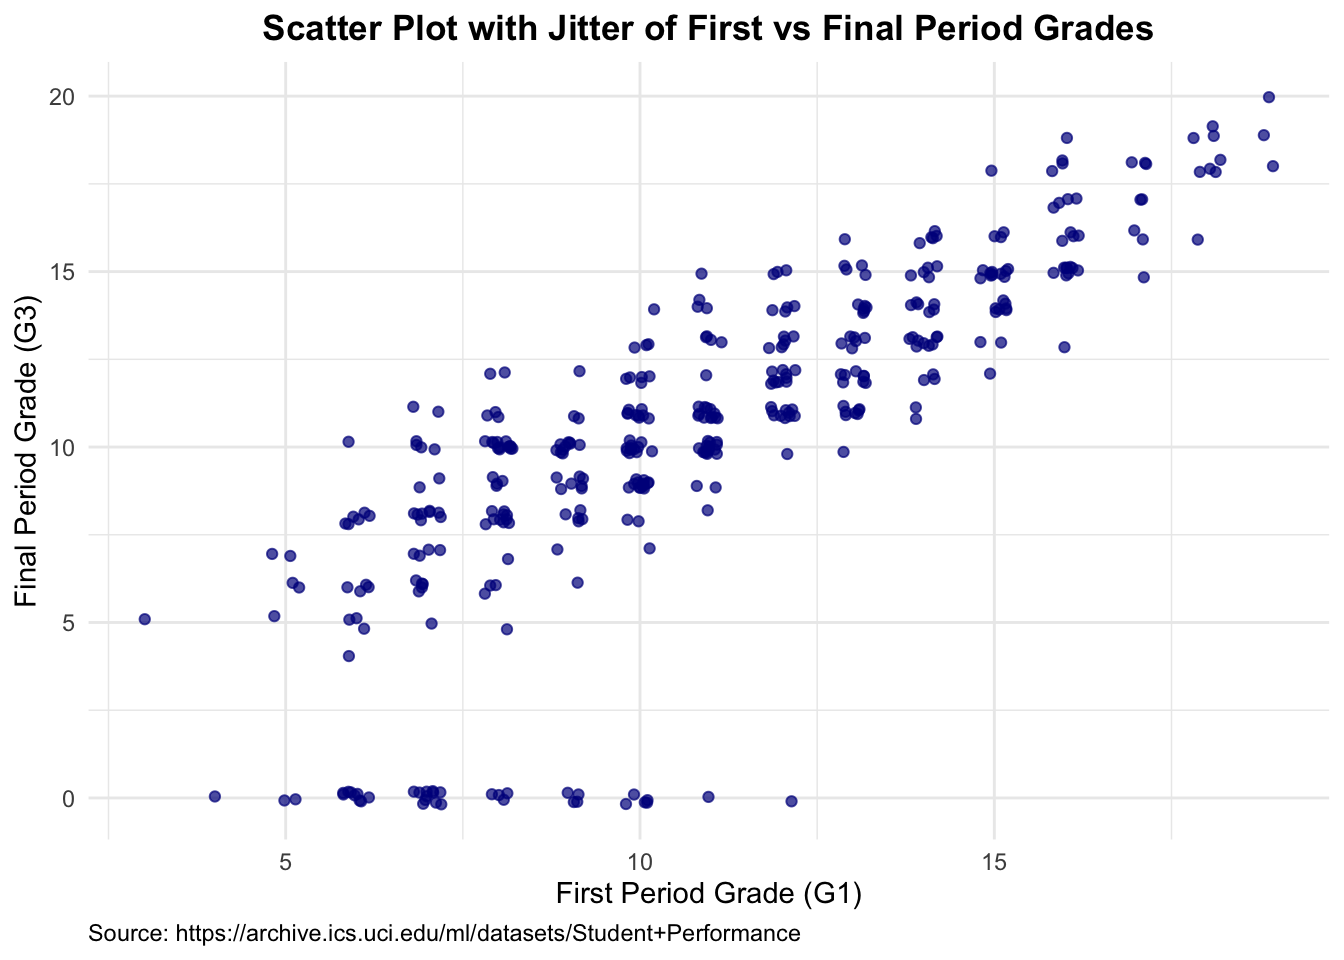 Scatter Plot with Jitter of First vs Final Period Grades
20
15
10
5
0
Final Period Grade (G3)
5 10 15
First Period Grade (G1)
Source: https://archive.ics.uci.edu/ml/datasets/Student+Performance